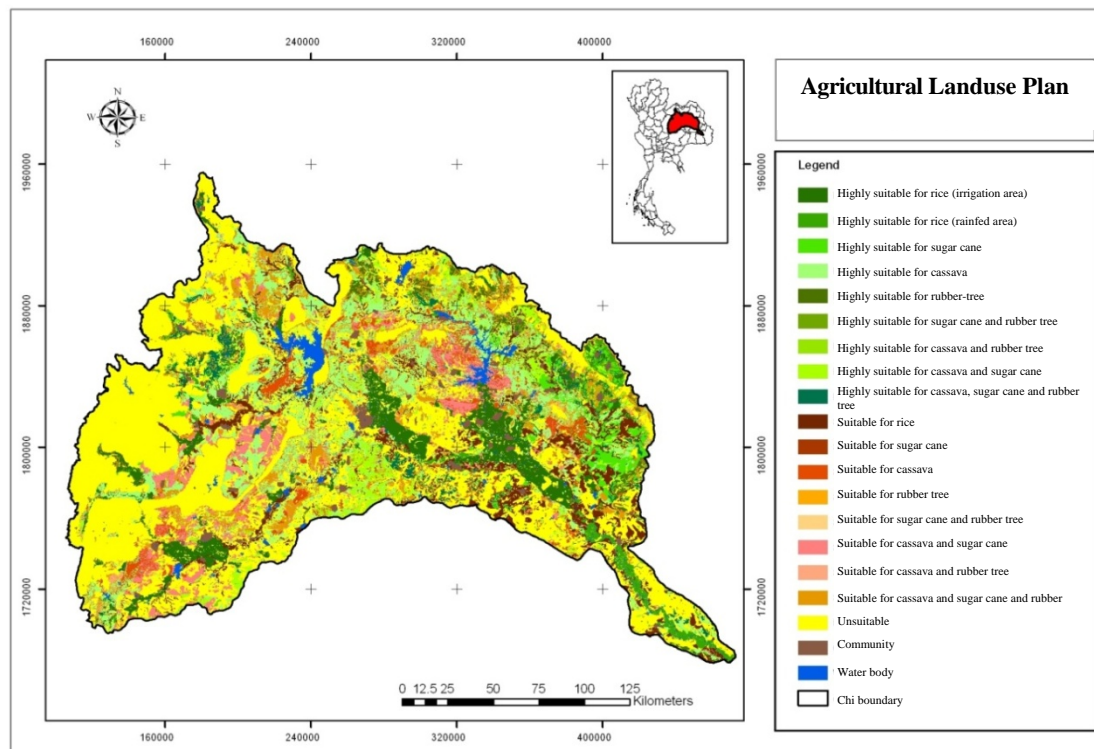 160000 240000 320000 400000
N
W E
S
Agricultural Landuse Plan
Legend
Highly suitable for rice (irrigation area)
Highly suitable for rice (rainfed area)
Highly suitable for sugar cane
Highly suitable for cassava
Highly suitable for rubber-tree
Highly suitable for sugar cane and rubber tree
Highly suitable for cassava and rubber tree
Highly suitable for cassava and sugar cane
Highly suitable for cassava, sugar cane and rubber
tree
Suitable for rice
Suitable for sugar cane
Suitable for cassava
Suitable for rubber tree
Suitable for sugar cane and rubber tree
Suitable for cassava and sugar cane
Suitable for cassava and rubber tree
Suitable for cassava and sugar cane and rubber
Unsuitable
Community
Water body
Chi boundary
1960000 1960000
1880000 1880000
1800000 1800000
1720000 1720000
0 12.5 25 50 75 100 125
Kilometers
160000 240000 320000 400000